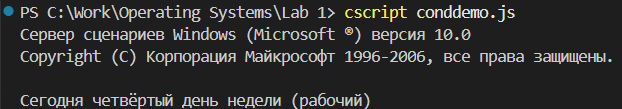 PS C:\Work\Operating Systems\Lab 1> cscript conddemo.js
Сервер сценариев Windows (Microsoft ®) версия 10.0
Copyright (C) Корпорация Майкрософт 1996-2006, все права защищены.
Сегодня четвёртый день недели (рабочий)